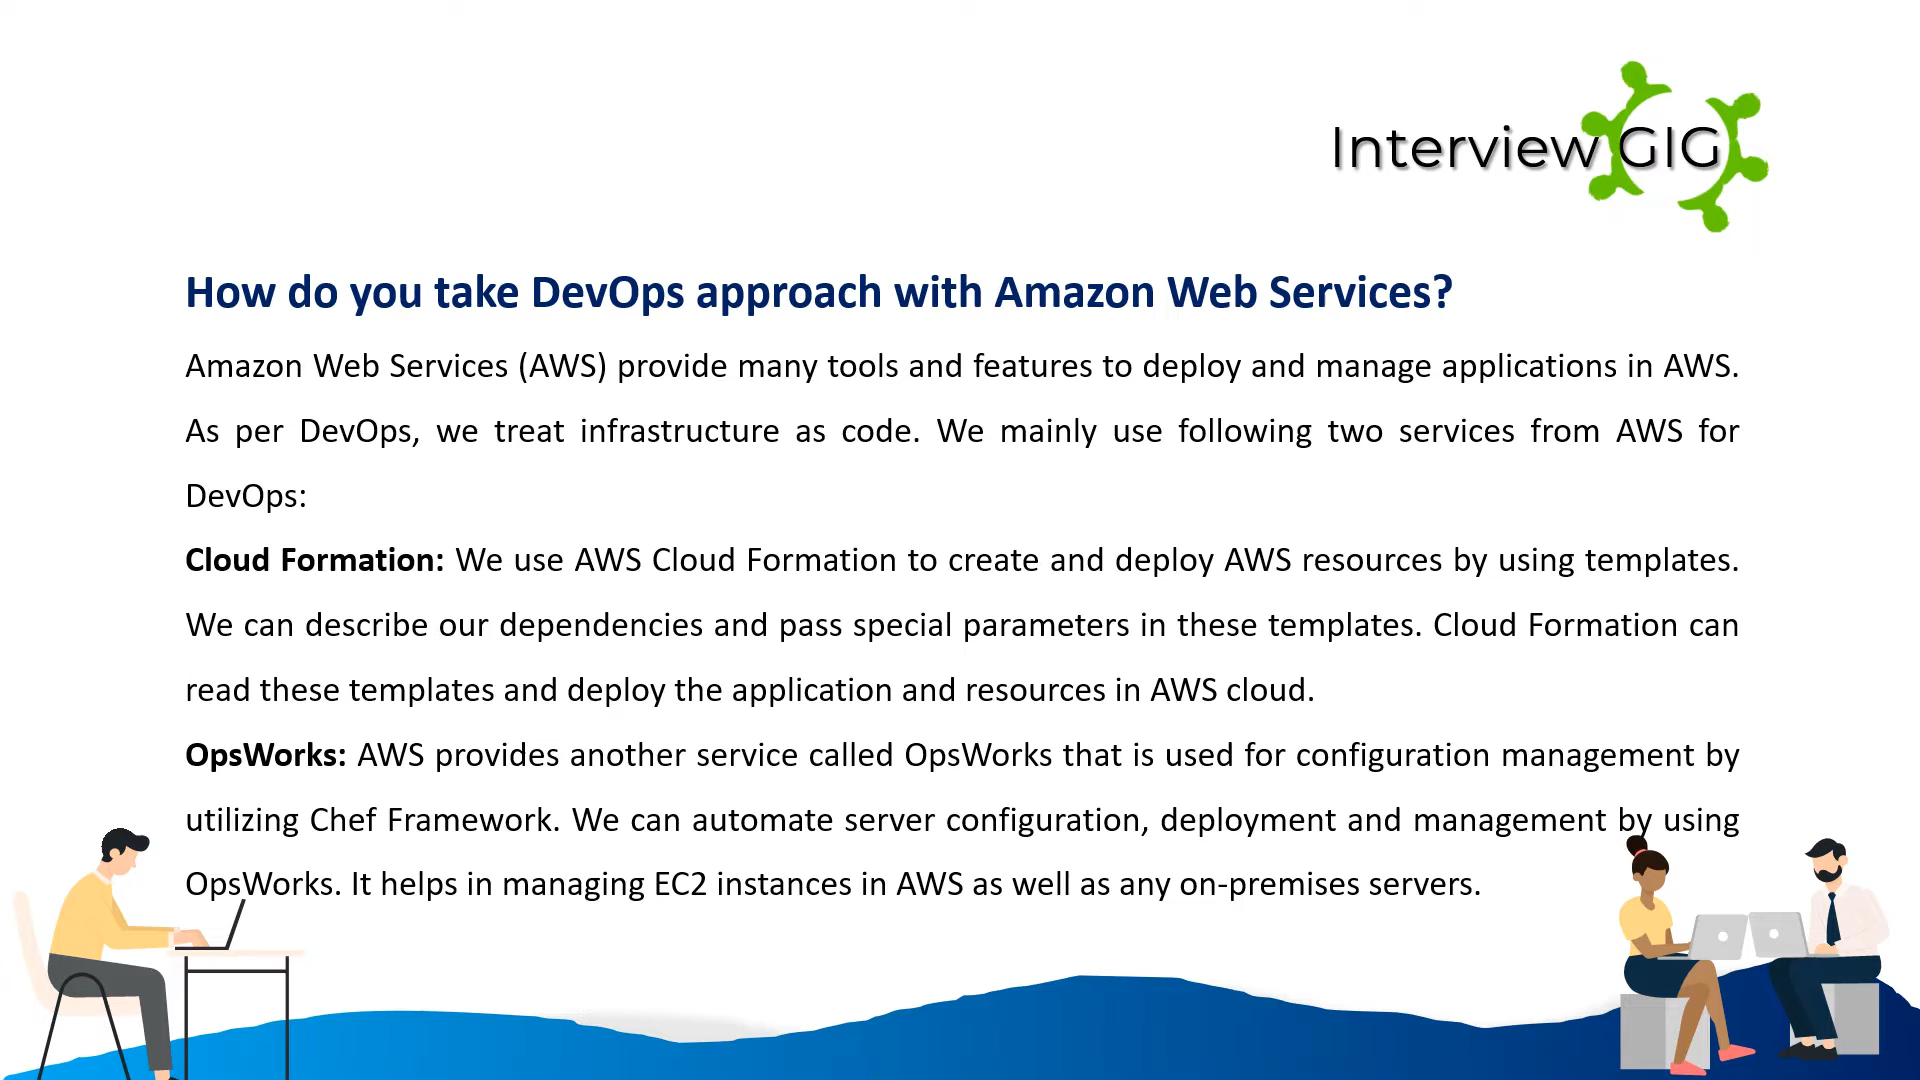 Interview GIG
How do you take DevOps approach with Amazon Web Services?
Amazon Web Services (AWS) provide many tools and features to deploy and manage applications in AWS.
As per DevOps, we treat infrastructure as code. We mainly use following two services from AWS for
DevOps:
Cloud Formation: We use AWS Cloud Formation to create and deploy AWS resources by using templates.
We can describe our dependencies and pass special parameters in these templates. Cloud Formation can
read these templates and deploy the application and resources in AWS cloud.
OpsWorks: AWS provides another service called OpsWorks that is used for configuration management by
utilizing Chef Framework. We can automate server configuration, deployment and management by using
OpsWorks. It helps in managing EC2 instances in AWS as well as any on-premises servers.